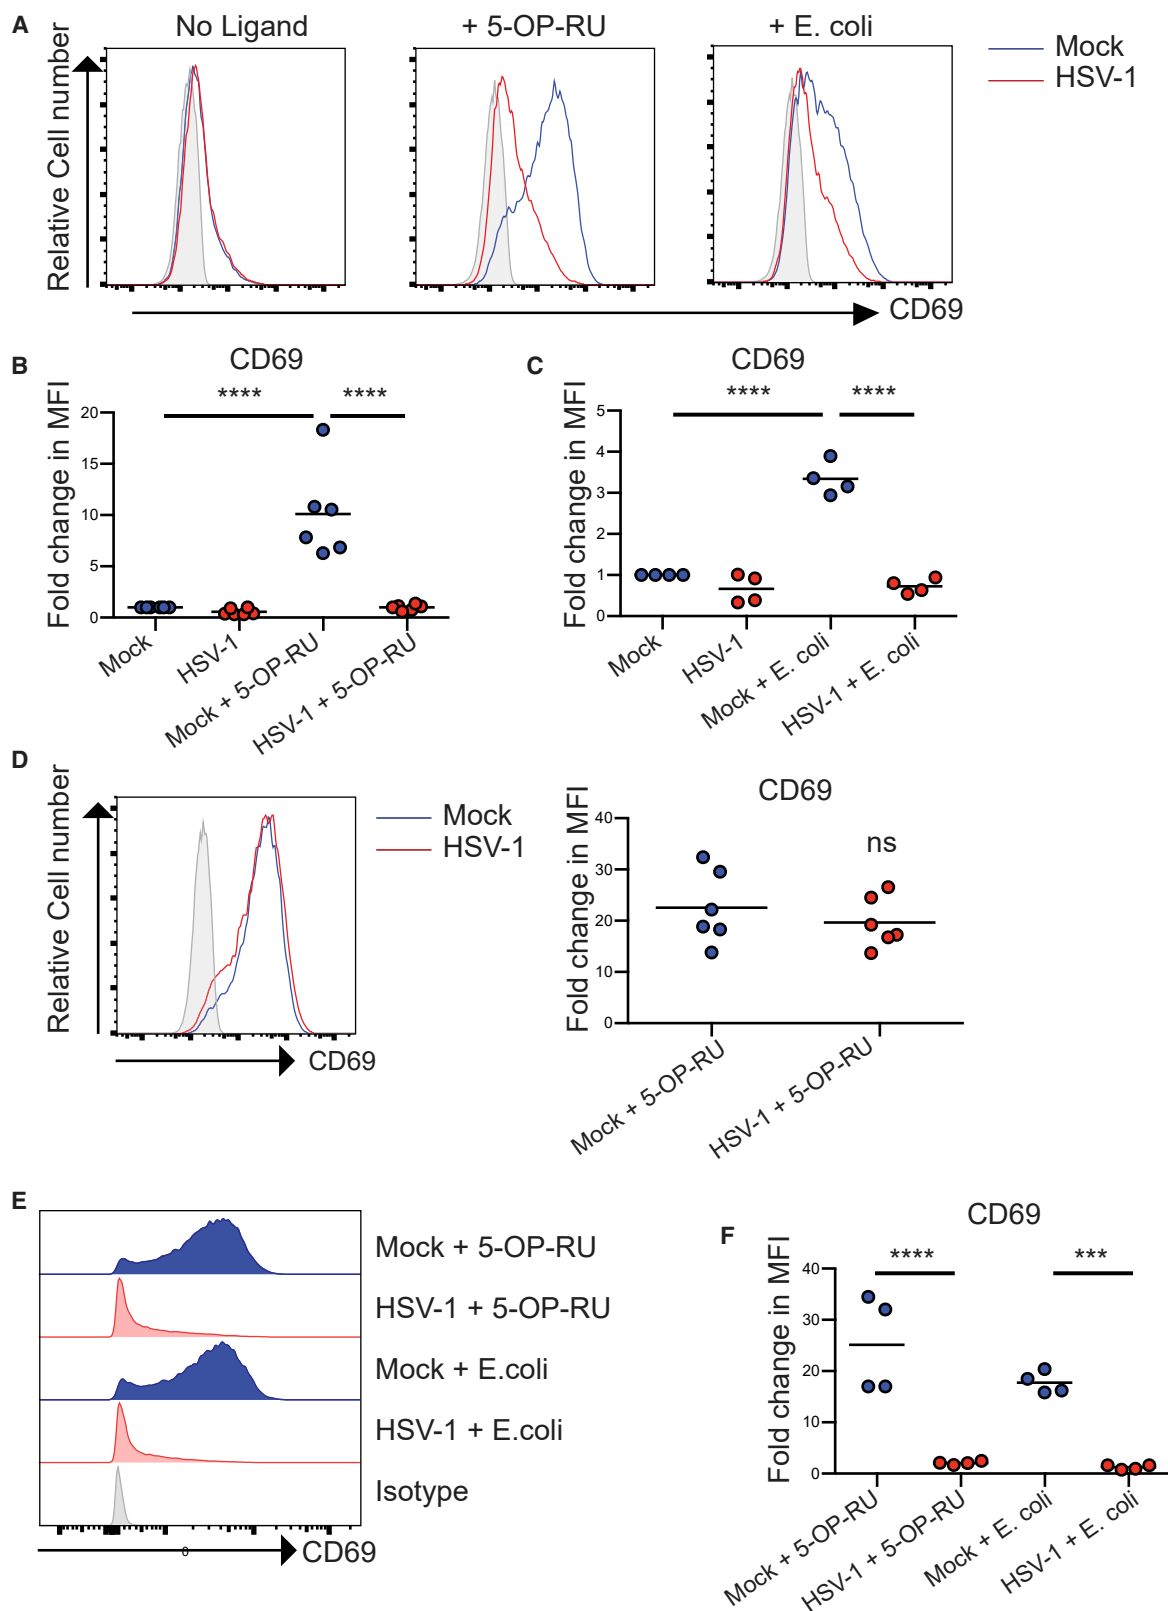 A
No Ligand
+ 5-OP-RU
+ E. coli
Mock
HSV-1
Relative Cell number
CD69
B
CD69
**** ****
Fold change in MFI
20
15
10
5
0
Mock
HSV-1
Mock + 5-OP-RU
HSV-1 + 5-OP-RU
C
CD69
**** ****
Fold change in MFI
5
4
3
2
1
0
Mock
HSV-1
Mock + E. coli
HSV-1 + E. coli
D
Relative Cell number
Mock
HSV-1
CD69
CD69
ns
Fold change in MFI
40
30
20
10
0
Mock + 5-OP-RU
HSV-1 + 5-OP-RU
E
Mock + 5-OP-RU
HSV-1 + 5-OP-RU
Mock + E.coli
HSV-1 + E.coli
Isotype
0
CD69
F
CD69
**** ***
Fold change in MFI
40
30
20
10
0
Mock + 5-OP-RU
HSV-1 + 5-OP-RU
Mock + E. coli
HSV-1 + E. coli